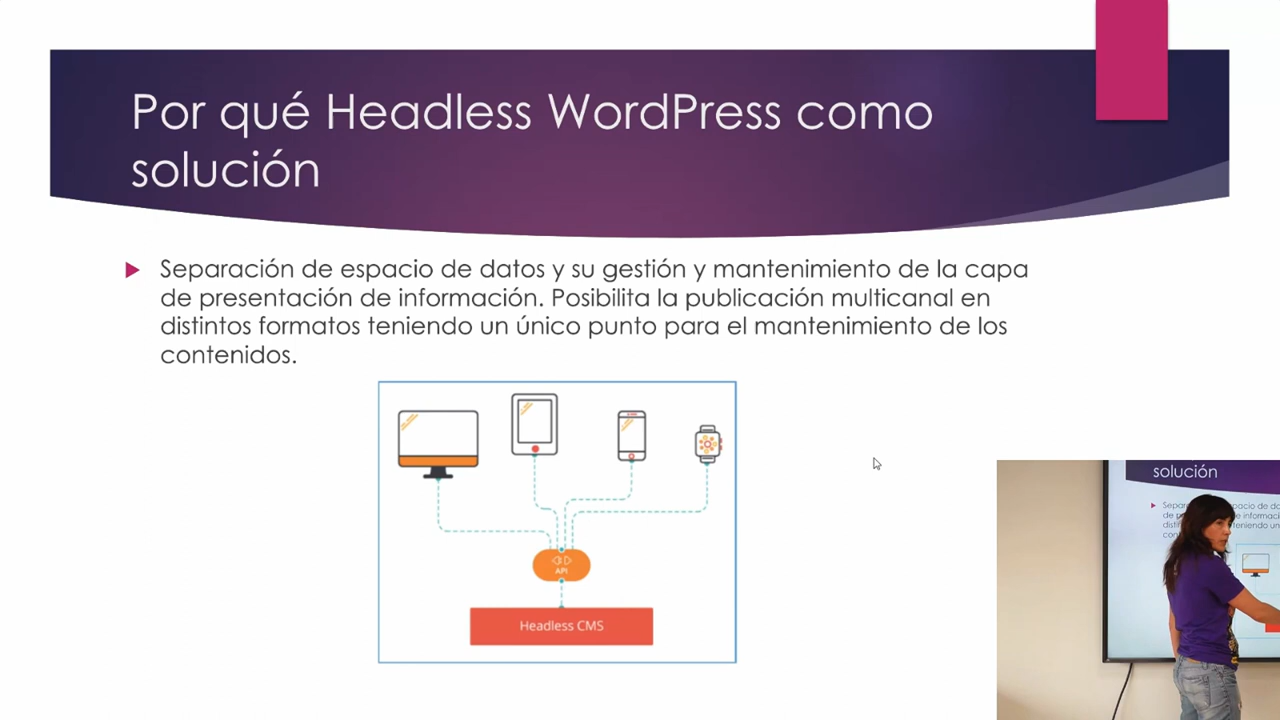 Por qué Headless WordPress como
solución
Separación de espacio de datos y su gestión y mantenimiento de la capa
de presentación de información. Posibilita la publicación multicanal en
distintos formatos teniendo un único punto para el mantenimiento de los
contenidos.
API
Headless CMS
solución